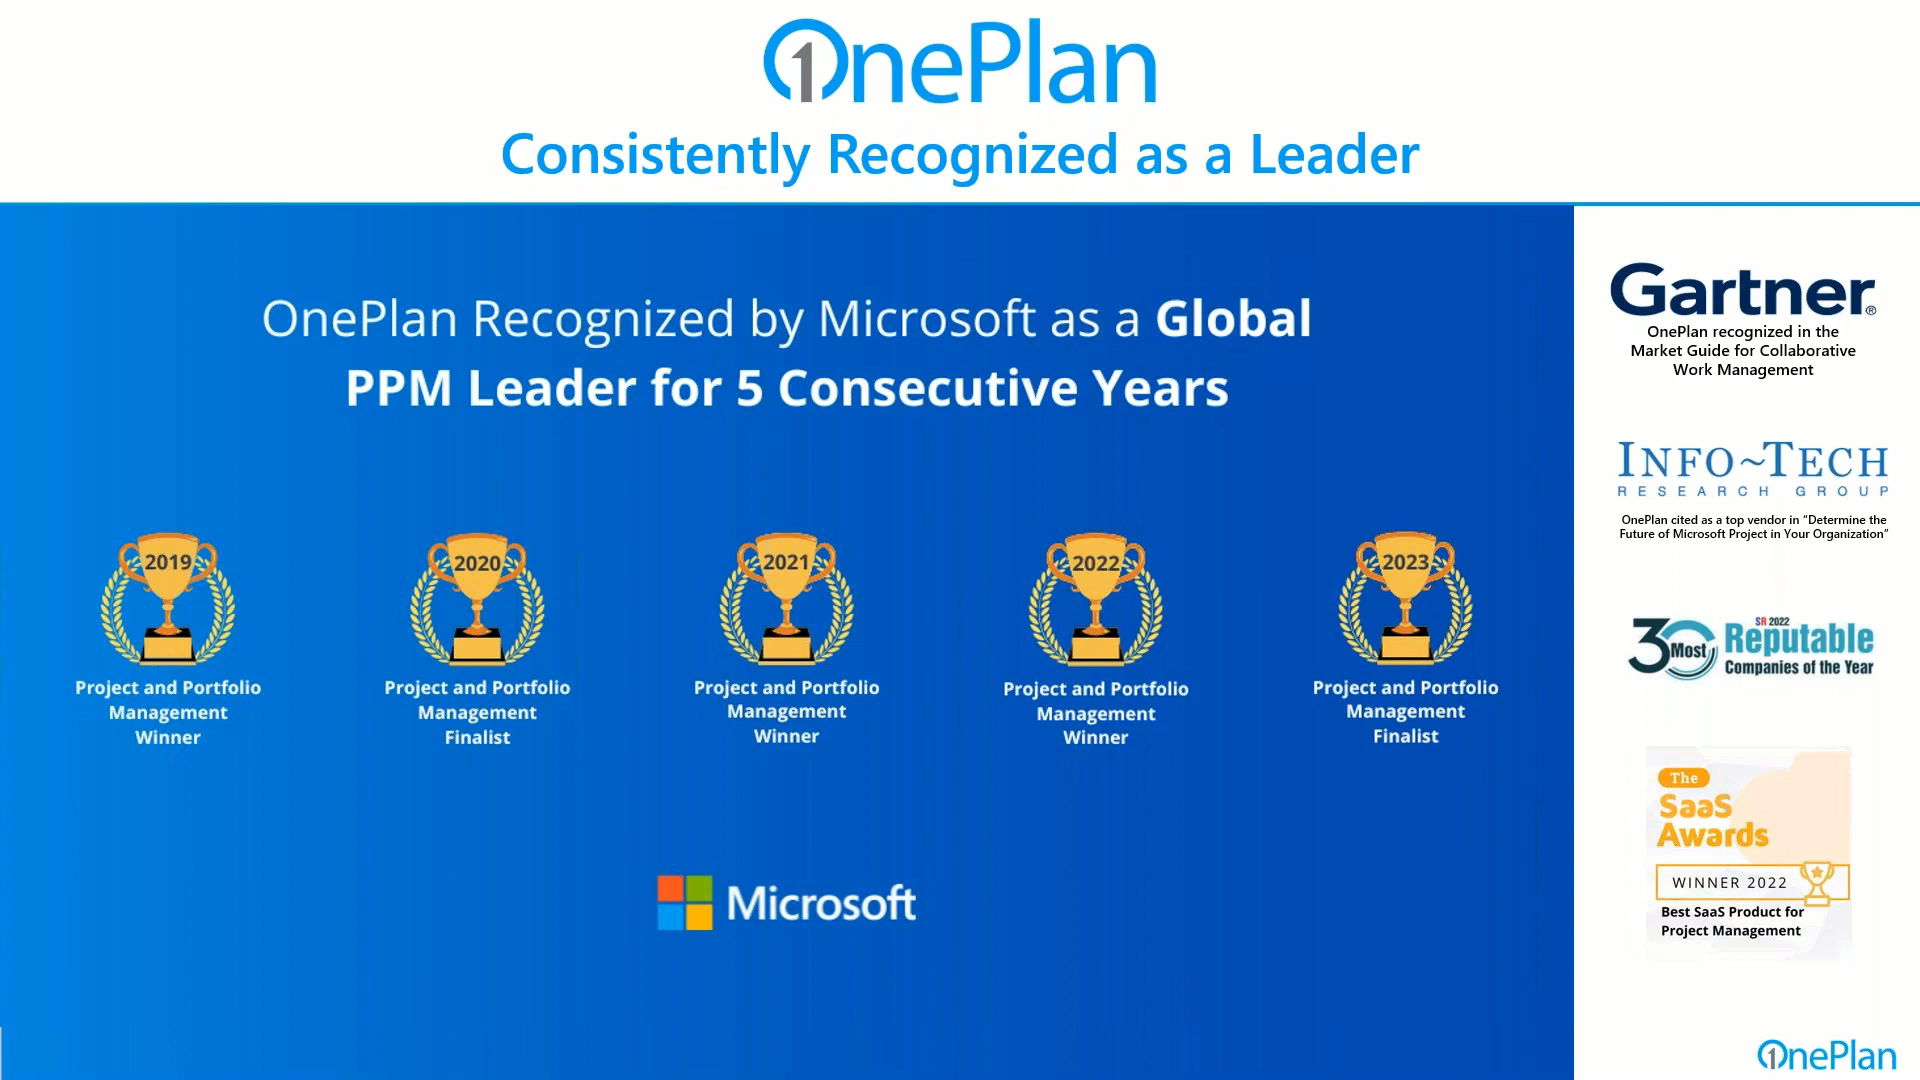 OnePlan
Consistently Recognized as a Leader
OnePlan Recognized by Microsoft as a Global
PPM Leader for 5 Consecutive Years
2019
Project and Portfolio
Management
Winner
2020
Project and Portfolio
Management
Finalist
2021
Project and Portfolio
Management
Winner
2022
Project and Portfolio
Management
Winner
2023
Project and Portfolio
Management
Finalist
Microsoft
Gartner®
OnePlan recognized in the
Market Guide for Collaborative
Work Management
INFO~TECH
RESEARCH GROUP
OnePlan cited as a top vendor in “Determine the
Future of Microsoft Project in Your Organization”
SR 2022
30 Most Reputable
Companies of the Year
The
SaaS
Awards
WINNER 2022
Best SaaS Product for
Project Management
OnePlan